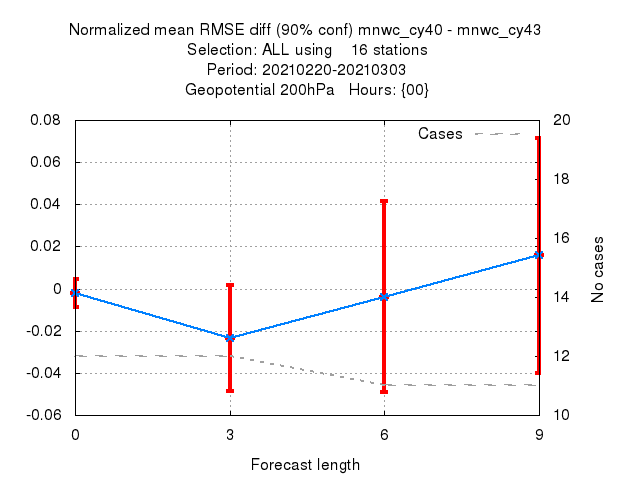 Normalized mean RMSE diff (90% conf) mnwc_cy40 - mnwc_cy43
Selection: ALL using    16 stations
Period: 20210220-20210303
Geopotential 200hPa   Hours: {00}
Cases
0.08
0.06
0.04
0.02
0
-0.02
-0.04
-0.06
20
18
16
14
12
10
No cases
0 3 6 9
Forecast length